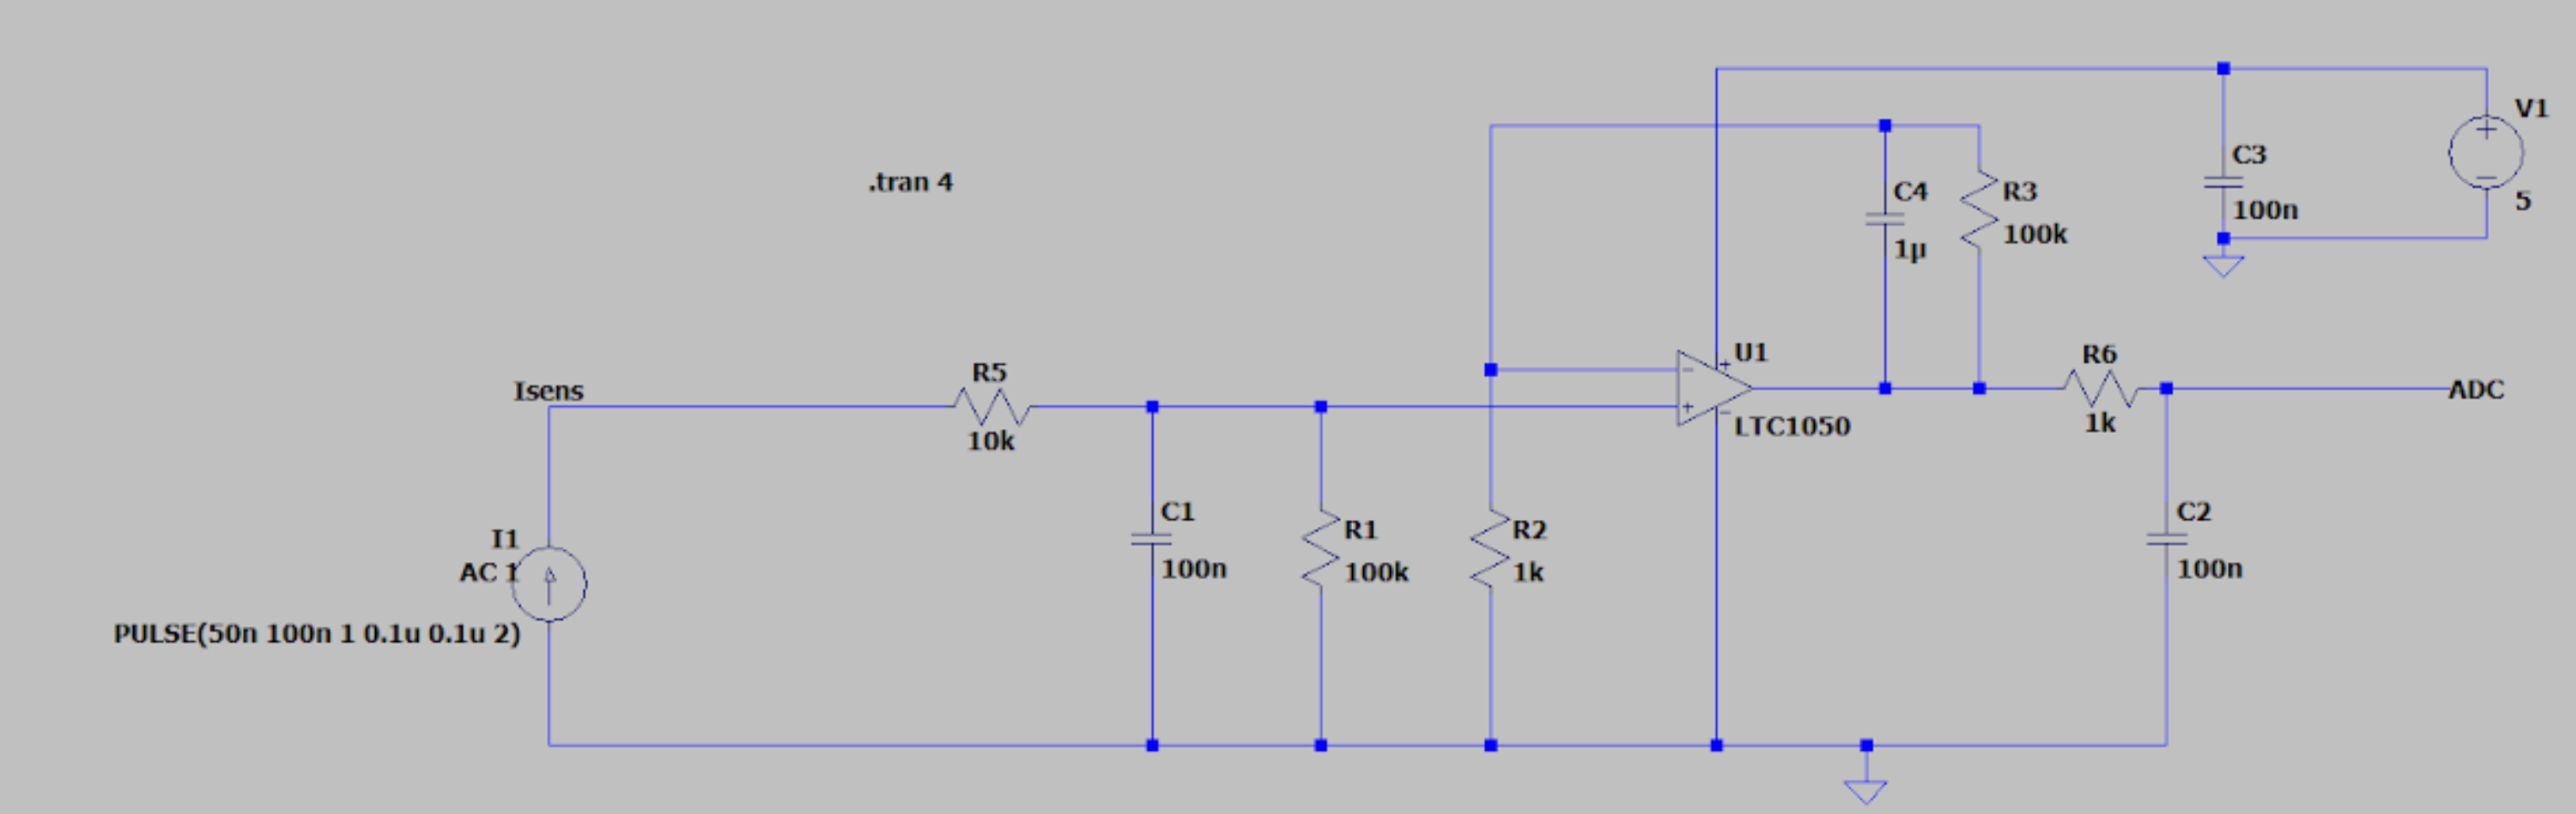 V1
C3
.tran 4
C4
R3
5
100n
100k
1µ
U1
R6
R5
Isens
ADC
1k
LTC1050
10k
C1
C2
R1
R2
I1
AC 1
100n
100k
1k
100n
PULSE(50n 100n 1 0.1u 0.1u 2)